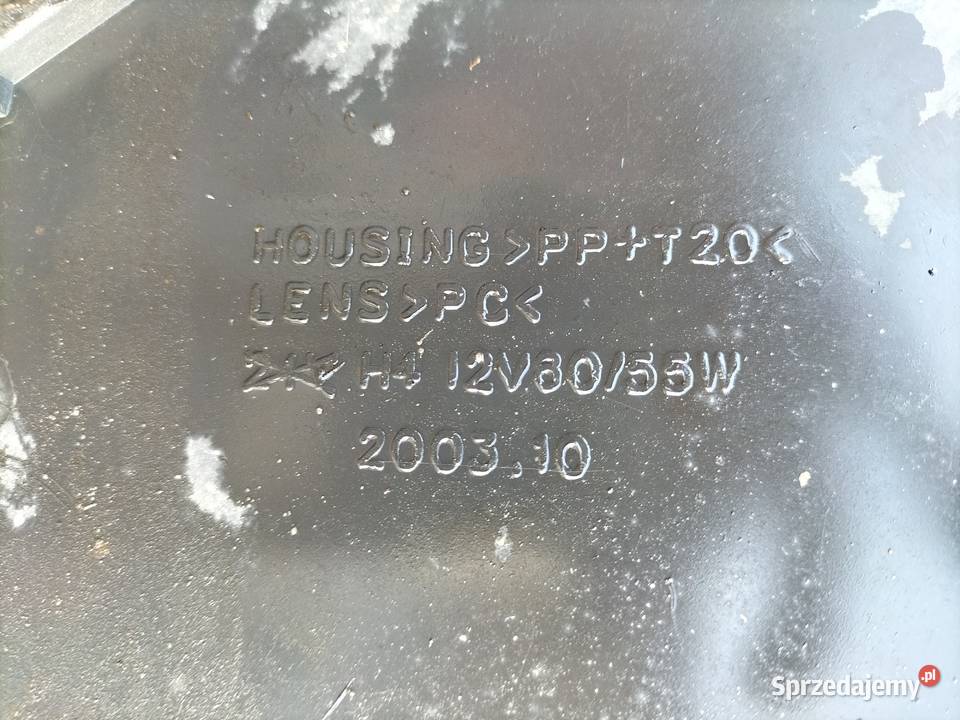 HOUSING>PP+T20<
LENS>PC<
H4 12V60/55W
2003.10
Sprzedajemy.pl